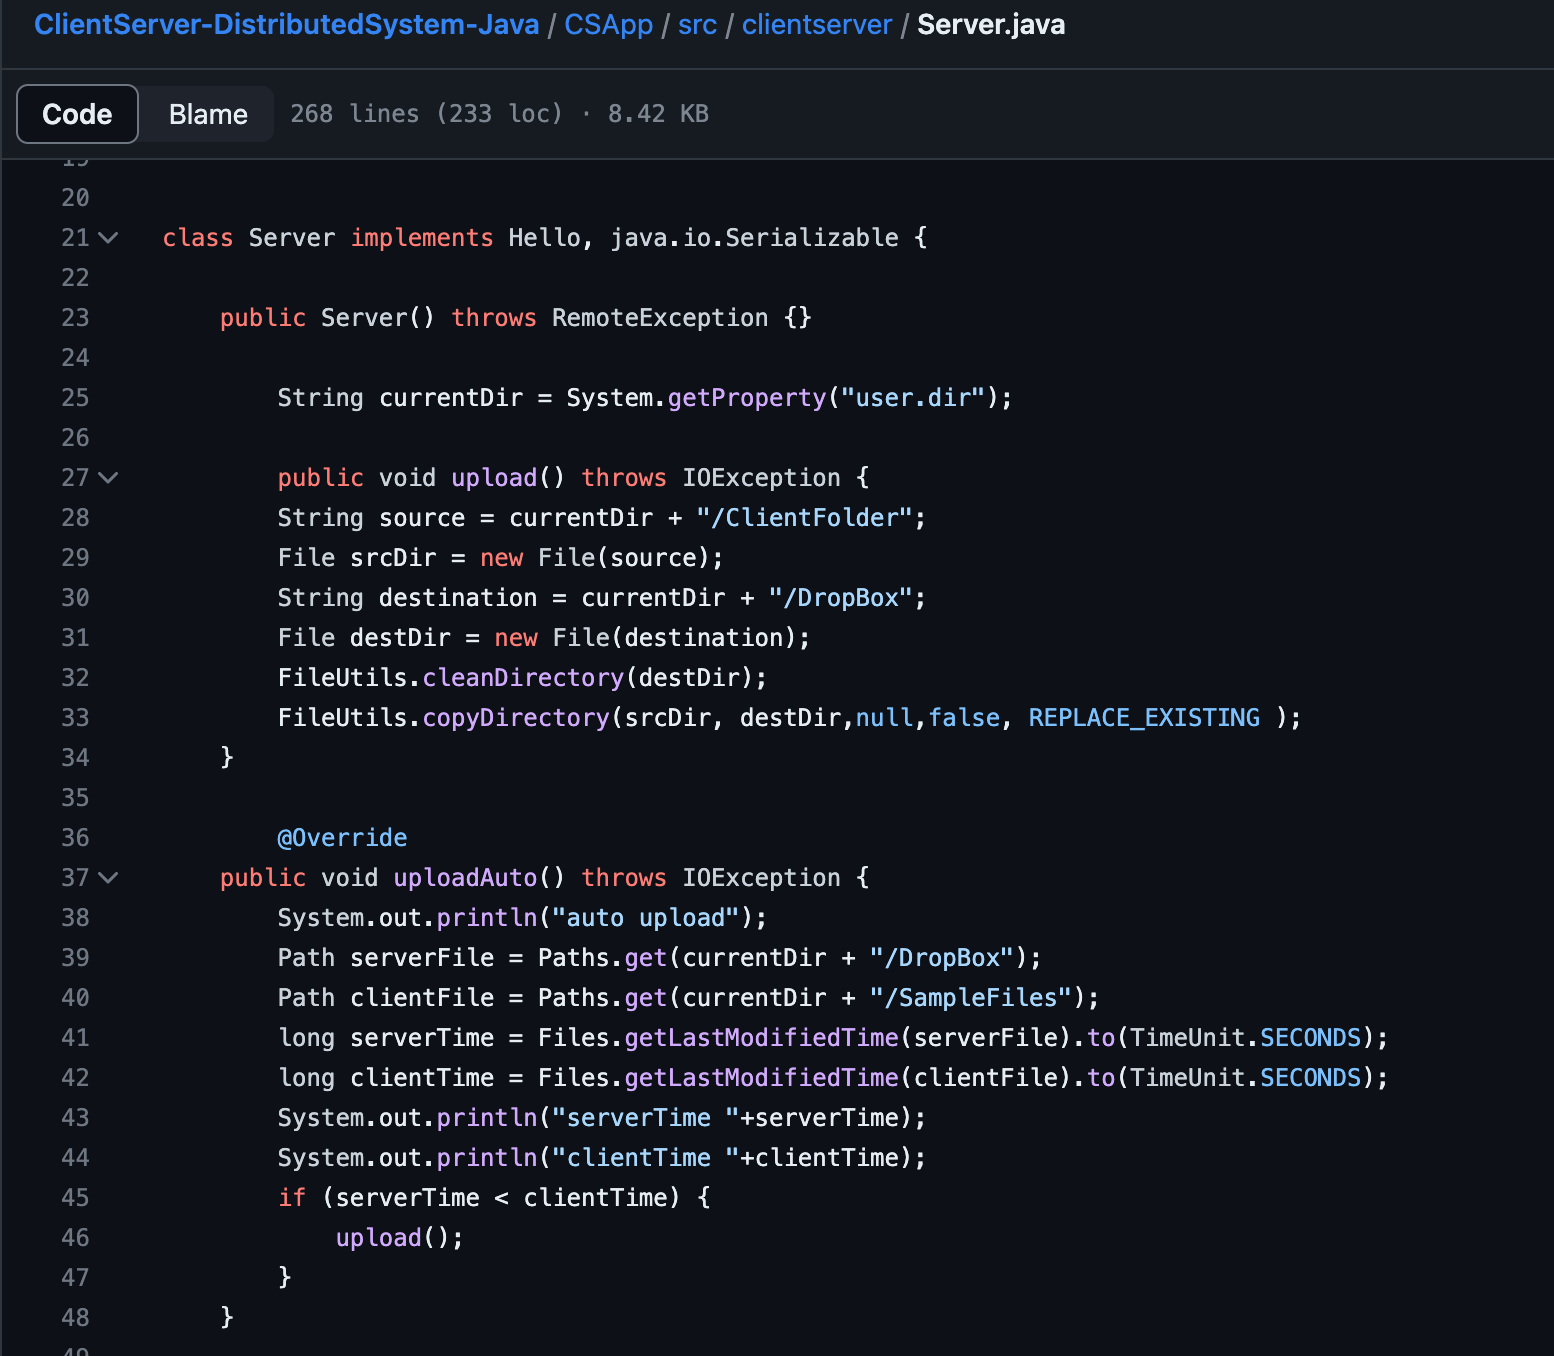 ClientServer-DistributedSystem-Java / CSApp / src / clientserver / Server.java
Code Blame 268 lines (233 loc) · 8.42 KB
19
20
21 class Server implements Hello, java.io.Serializable {
22
23 public Server() throws RemoteException {}
24
25 String currentDir = System.getProperty("user.dir");
26
27 public void upload() throws IOException {
28 String source = currentDir + "/ClientFolder";
29 File srcDir = new File(source);
30 String destination = currentDir + "/DropBox";
31 File destDir = new File(destination);
32 FileUtils.cleanDirectory(destDir);
33 FileUtils.copyDirectory(srcDir, destDir,null,false, REPLACE_EXISTING );
34 }
35
36 @Override
37 public void uploadAuto() throws IOException {
38 System.out.println("auto upload");
39 Path serverFile = Paths.get(currentDir + "/DropBox");
40 Path clientFile = Paths.get(currentDir + "/SampleFiles");
41 long serverTime = Files.getLastModifiedTime(serverFile).to(TimeUnit.SECONDS);
42 long clientTime = Files.getLastModifiedTime(clientFile).to(TimeUnit.SECONDS);
43 System.out.println("serverTime "+serverTime);
44 System.out.println("clientTime "+clientTime);
45 if (serverTime < clientTime) {
46 upload();
47 }
48 }
49